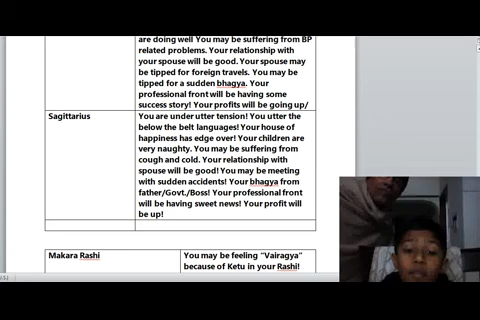 are doing well You may be suffering from BP
related problems. Your relationship with
your spouse will be good. Your spouse may
be tipped for foreign travels. You may be
tipped for a sudden bhagya. Your
professional front will be having some
success story! Your profits will be going up/
Sagittarius
You are under utter tension! You utter the
below the belt languages! Your house of
happiness has edge over! Your children are
very naughty. You may be suffering from
cough and cold. Your relationship with
spouse will be good! You may be meeting
with sudden accidents! Your bhagya from
father/Govt./Boss! Your professional front
will be having sweet news! Your profit will
be up!
Makara Rashi
You may be feeling “Vairagya”
because of Ketu in your Rashi!